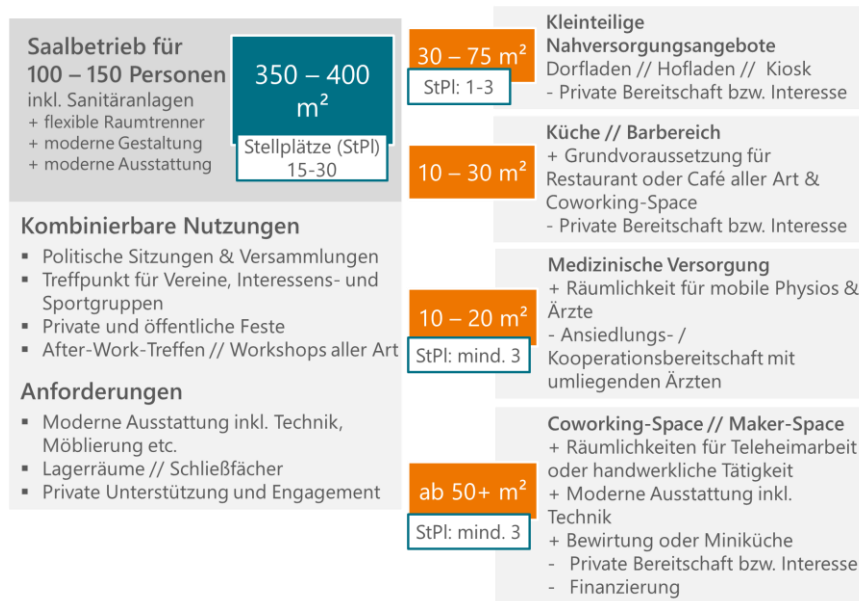 Saalbetrieb für
100 – 150 Personen
inkl. Sanitäranlagen
+ flexible Raumtrenner
+ moderne Gestaltung
+ moderne Ausstattung
350 – 400
m²
Stellplätze (StPl)
15-30
Kombinierbare Nutzungen
▪ Politische Sitzungen & Versammlungen
▪ Treffpunkt für Vereine, Interessens- und
Sportgruppen
▪ Private und öffentliche Feste
▪ After-Work-Treffen // Workshops aller Art
Anforderungen
▪ Moderne Ausstattung inkl. Technik,
Möblierung etc.
▪ Lagerräume // Schließfächer
▪ Private Unterstützung und Engagement
30 – 75 m²
StPl: 1-3
Kleinteilige
Nahversorgungsangebote
Dorfladen // Hofladen // Kiosk
- Private Bereitschaft bzw. Interesse
10 – 30 m²
Küche // Barbereich
+ Grundvoraussetzung für
Restaurant oder Café aller Art &
Coworking-Space
- Private Bereitschaft bzw. Interesse
10 – 20 m²
StPl: mind. 3
Medizinische Versorgung
+ Räumlichkeit für mobile Physios &
Ärzte
- Ansiedlungs- /
Kooperationsbereitschaft mit
umliegenden Ärzten
ab 50+ m²
StPl: mind. 3
Coworking-Space // Maker-Space
+ Räumlichkeiten für Teleheimarbeit
oder handwerkliche Tätigkeit
+ Moderne Ausstattung inkl.
Technik
+ Bewirtung oder Miniküche
- Private Bereitschaft bzw. Interesse
- Finanzierung